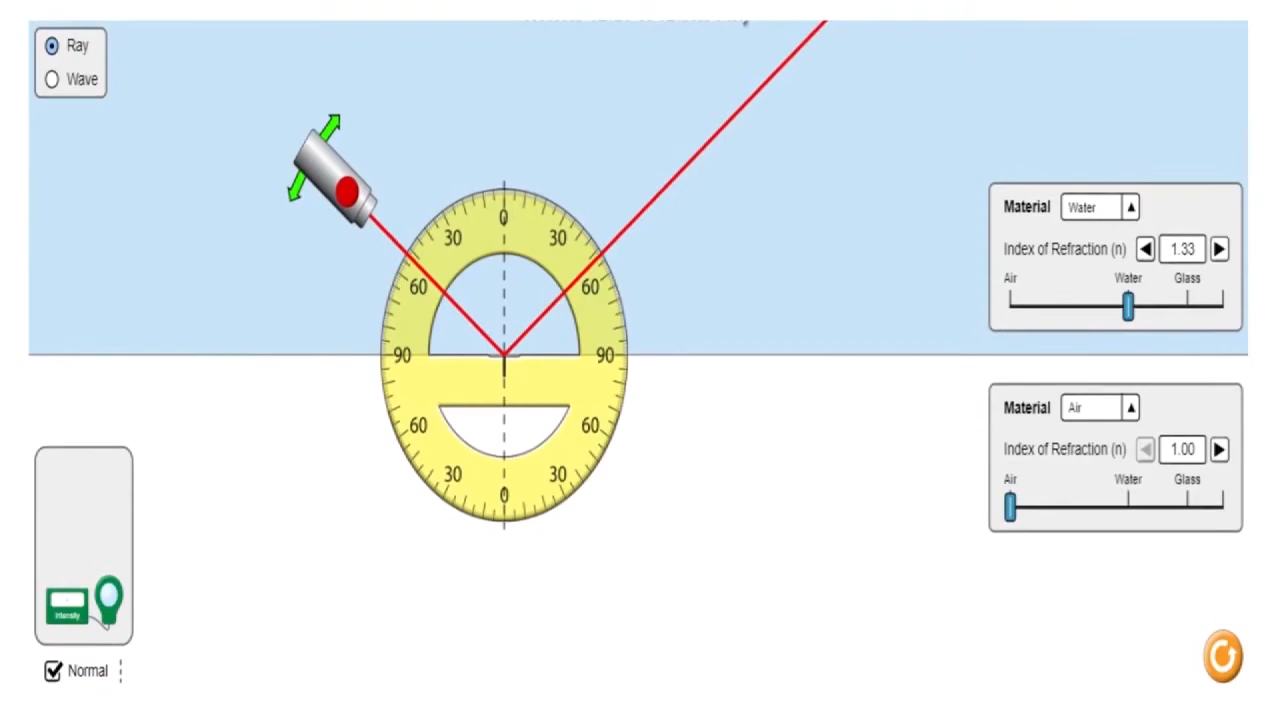 Ray
Wave
0
30 30
60 60
90 90
60 60
30 30
0
Material Water
Index of Refraction (n) 1.33
Air Water Glass
Material Air
Index of Refraction (n) 1.00
Air Water Glass
Intensity
Normal